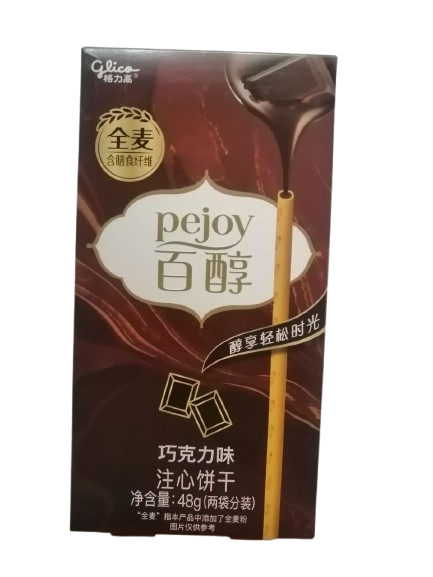 glico
格力高
全麦
含膳食纤维
pejoy
百醇
醇享轻松时光
巧克力味
注心饼干
净含量:48g(两袋分装)
“全麦”指本产品中添加了全麦粉
图片仅供参考